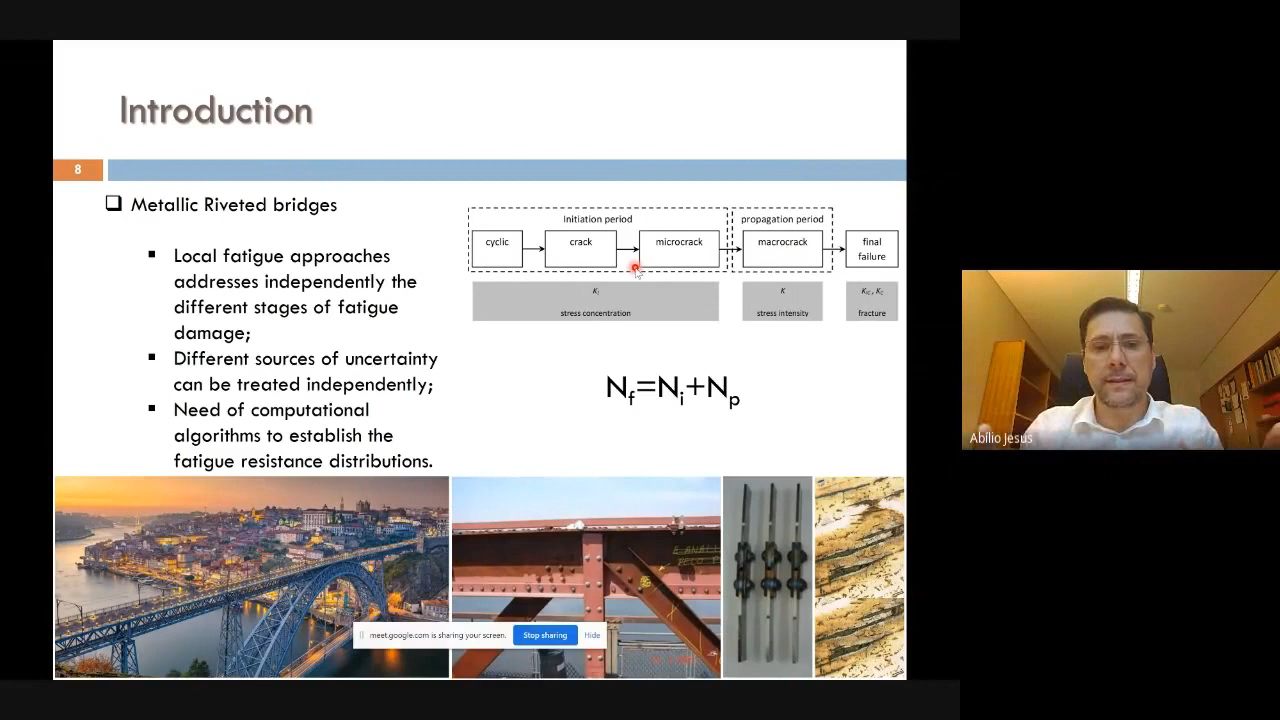 Introduction
8
❑ Metallic Riveted bridges
▪ Local fatigue approaches
addresses independently the
different stages of fatigue
damage;
▪ Different sources of uncertainty
can be treated independently;
▪ Need of computational
algorithms to establish the
fatigue resistance distributions.
Initiation period
propagation period
cyclic
crack
microcrack
macrocrack
final
failure
stress concentration
K
stress intensity
fracture
Nf=Ni+Np
meet.google.com is sharing your screen.
Stop sharing
Hide
Abílio Jesus